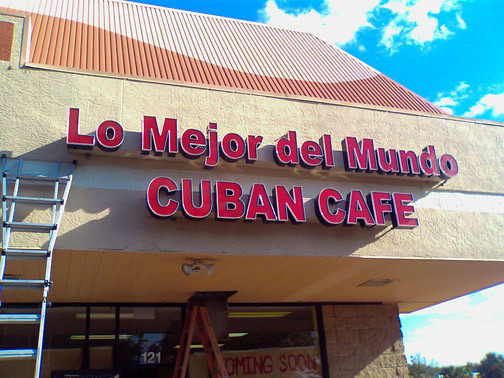 Lo Mejor del Mundo
CUBAN CAFE
121
COMING SOON